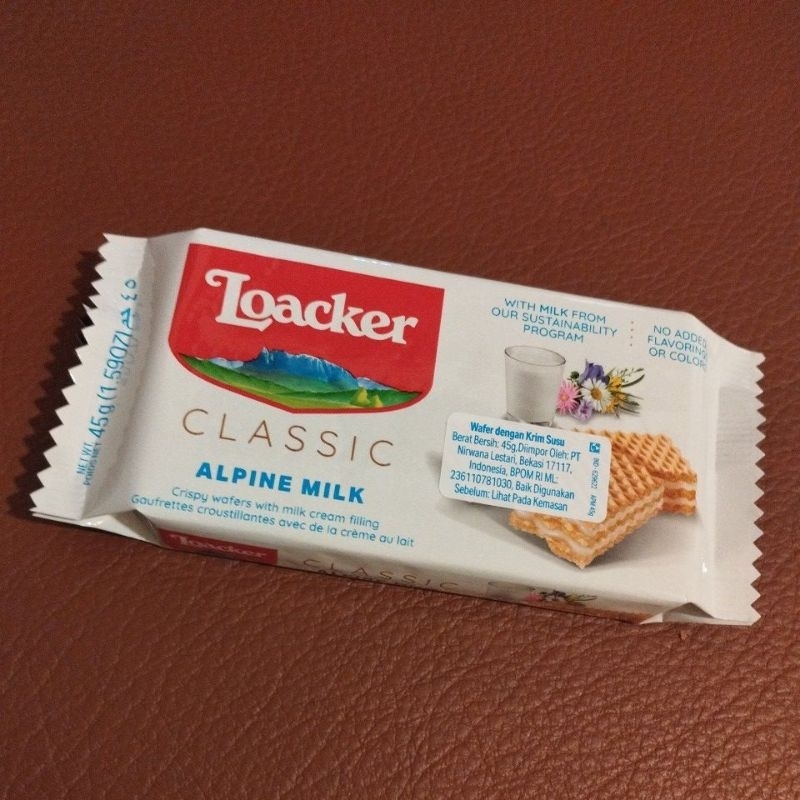 Loacker
CLASSIC
ALPINE MILK
Crispy wafers with milk cream filling
Gaufrettes croustillantes avec de la crème au lait
WITH MILK FROM
OUR SUSTAINABILITY
PROGRAM
NO ADDED
FLAVORING
OR COLOR
Wafer dengan Krim Susu
Berat Bersih: 45g,Diimpor Oleh: PT
Nirwana Lestari, Bekasi 17117,
Indonesia, BPOM RI ML:
236110781030, Baik Digunakan
Sebelum: Lihat Pada Kemasan
NET WT.
45g (1.59OZ) ٤٥
Loacker
CLASSIC